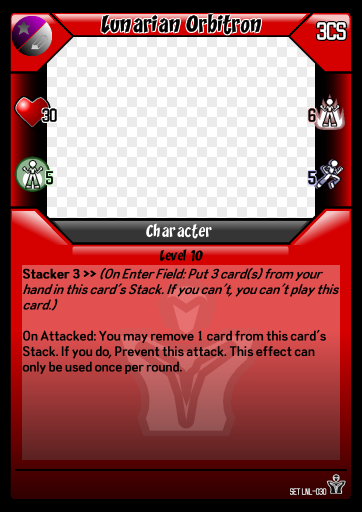 Lunarian Orbitron
3CS
30
6
5
5
Character
Level 10
Stacker 3 >> (On Enter Field: Put 3 card(s) from your
hand in this card's Stack. If you can't, you can't play this
card.)
On Attacked: You may remove 1 card from this card's
Stack. If you do, Prevent this attack. This effect can
only be used once per round.
SET LNL-030